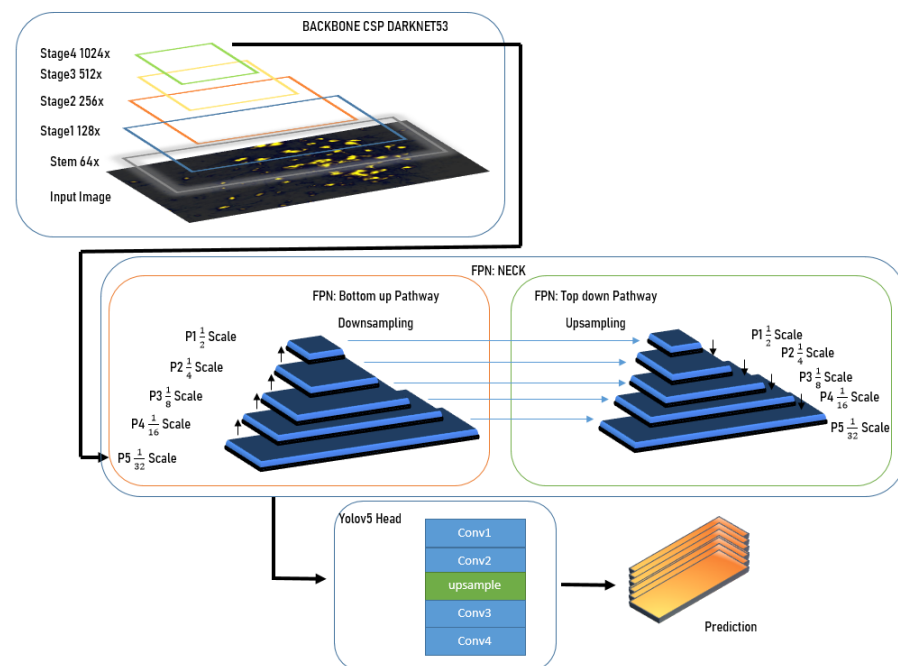 BACKBONE CSP DARKNET53
Stage4 1024x
Stage3 512x
Stage2 256x
Stage1 128x
Stem 64x
Input Image
FPN: NECK
FPN: Bottom up Pathway
Downsampling
P1 1/2 Scale
P2 1/4 Scale
P3 1/8 Scale
P4 1/16 Scale
P5 1/32 Scale
FPN: Top down Pathway
Upsampling
P1 1/2 Scale
P2 1/4 Scale
P3 1/8 Scale
P4 1/16 Scale
P5 1/32 Scale
Yolov5 Head
Conv1
Conv2
upsample
Conv3
Conv4
Prediction